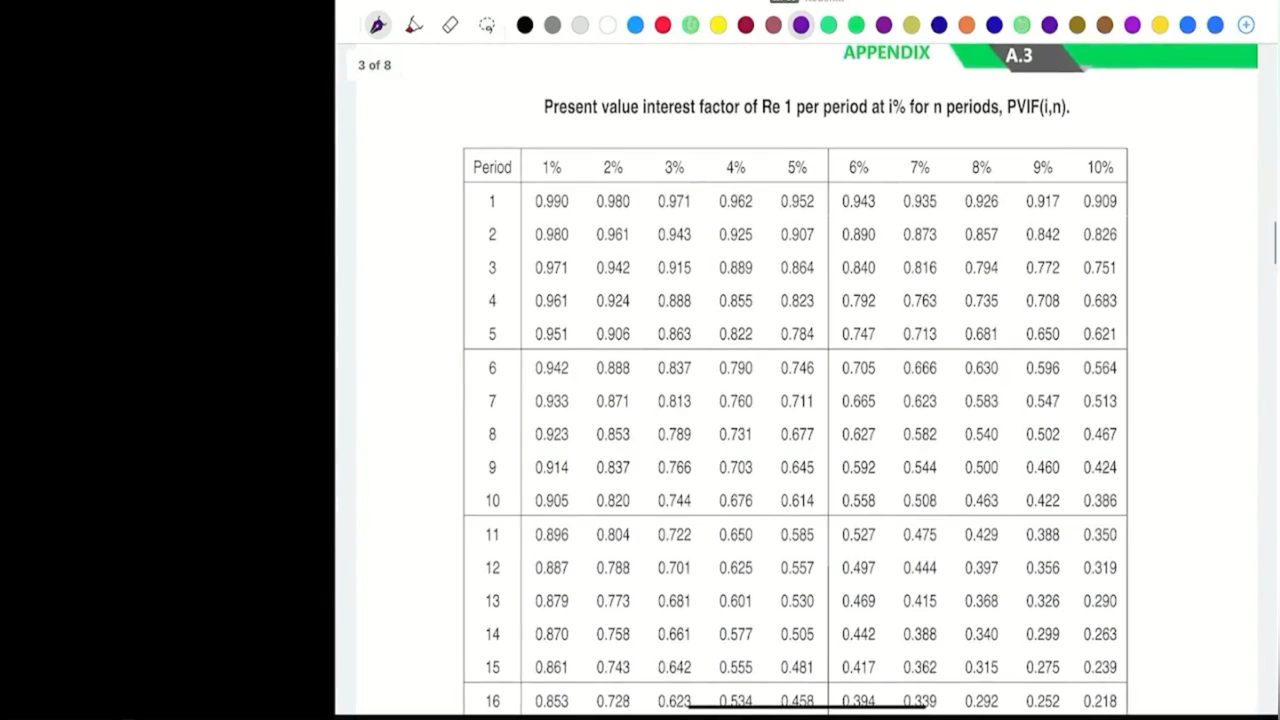 APPENDIX A.3
3 of 8
Present value interest factor of Re 1 per period at i% for n periods, PVIF(i,n).
Period 1% 2% 3% 4% 5% 6% 7% 8% 9% 10%
1 0.990 0.980 0.971 0.962 0.952 0.943 0.935 0.926 0.917 0.909
2 0.980 0.961 0.943 0.925 0.907 0.890 0.873 0.857 0.842 0.826
3 0.971 0.942 0.915 0.889 0.864 0.840 0.816 0.794 0.772 0.751
4 0.961 0.924 0.888 0.855 0.823 0.792 0.763 0.735 0.708 0.683
5 0.951 0.906 0.863 0.822 0.784 0.747 0.713 0.681 0.650 0.621
6 0.942 0.888 0.837 0.790 0.746 0.705 0.666 0.630 0.596 0.564
7 0.933 0.871 0.813 0.760 0.711 0.665 0.623 0.583 0.547 0.513
8 0.923 0.853 0.789 0.731 0.677 0.627 0.582 0.540 0.502 0.467
9 0.914 0.837 0.766 0.703 0.645 0.592 0.544 0.500 0.460 0.424
10 0.905 0.820 0.744 0.676 0.614 0.558 0.508 0.463 0.422 0.386
11 0.896 0.804 0.722 0.650 0.585 0.527 0.475 0.429 0.388 0.350
12 0.887 0.788 0.701 0.625 0.557 0.497 0.444 0.397 0.356 0.319
13 0.879 0.773 0.681 0.601 0.530 0.469 0.415 0.368 0.326 0.290
14 0.870 0.758 0.661 0.577 0.505 0.442 0.388 0.340 0.299 0.263
15 0.861 0.743 0.642 0.555 0.481 0.417 0.362 0.315 0.275 0.239
16 0.853 0.728 0.623 0.534 0.458 0.394 0.339 0.292 0.252 0.218